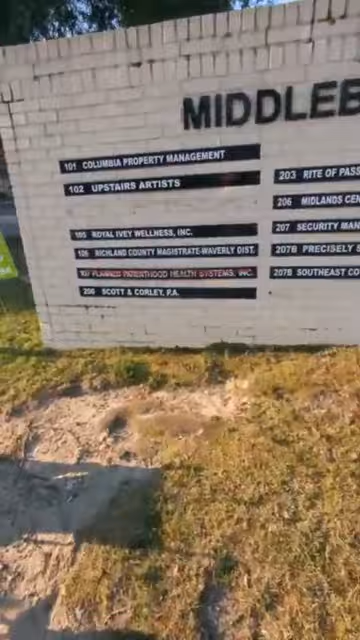 MIDDLEB
101 COLUMBIA PROPERTY MANAGEMENT
102 UPSTAIRS ARTISTS
105 ROYAL IVEY WELLNESS, INC.
106 RICHLAND COUNTY MAGISTRATE-WAVERLY DIST.
107 PLANNED PARENTHOOD HEALTH SYSTEMS, INC.
200 SCOTT & CORLEY, P.A.
203 RITE OF PASS
206 MIDLANDS CEN
207 SECURITY MAN
207B PRECISELY S
207B SOUTHEAST CO